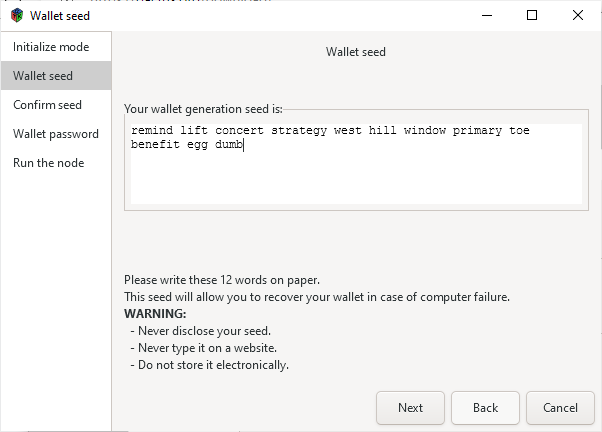 Wallet seed
Initialize mode
Wallet seed
Confirm seed
Wallet password
Run the node
Wallet seed
Your wallet generation seed is:
remind lift concert strategy west hill window primary toe
benefit egg dumb
Please write these 12 words on paper.
This seed will allow you to recover your wallet in case of computer failure.
WARNING:
- Never disclose your seed.
- Never type it on a website.
- Do not store it electronically.
Next Back Cancel